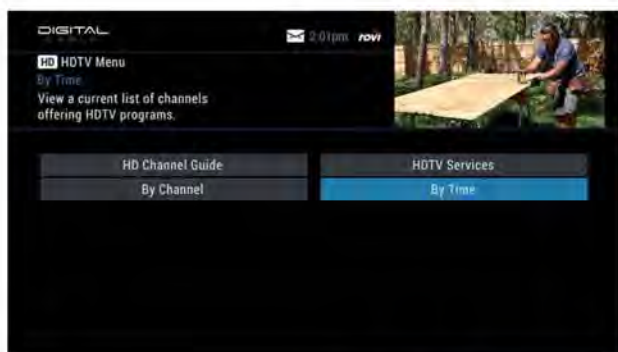 DIGITAL
2:01pm rovi
HD HDTV Menu
By Time
View a current list of channels
offering HDTV programs.
HD Channel Guide
HDTV Services
By Channel
By Time